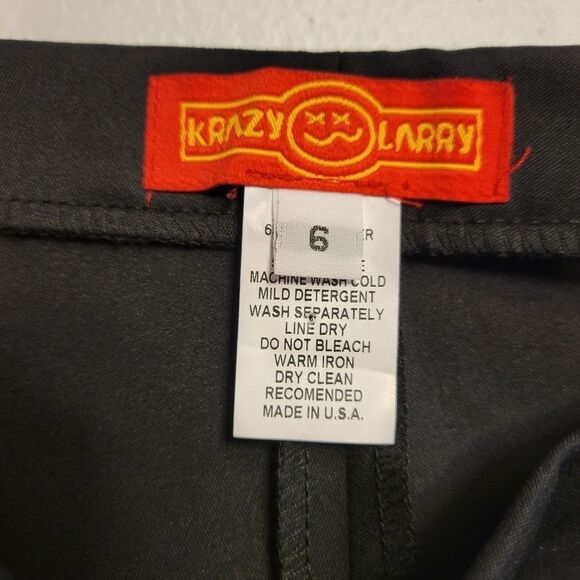 KRAZY LARRY
6
MACHINE WASH COLD
MILD DETERGENT
WASH SEPARATELY
LINE DRY
DO NOT BLEACH
WARM IRON
DRY CLEAN
RECOMENDED
MADE IN U.S.A.